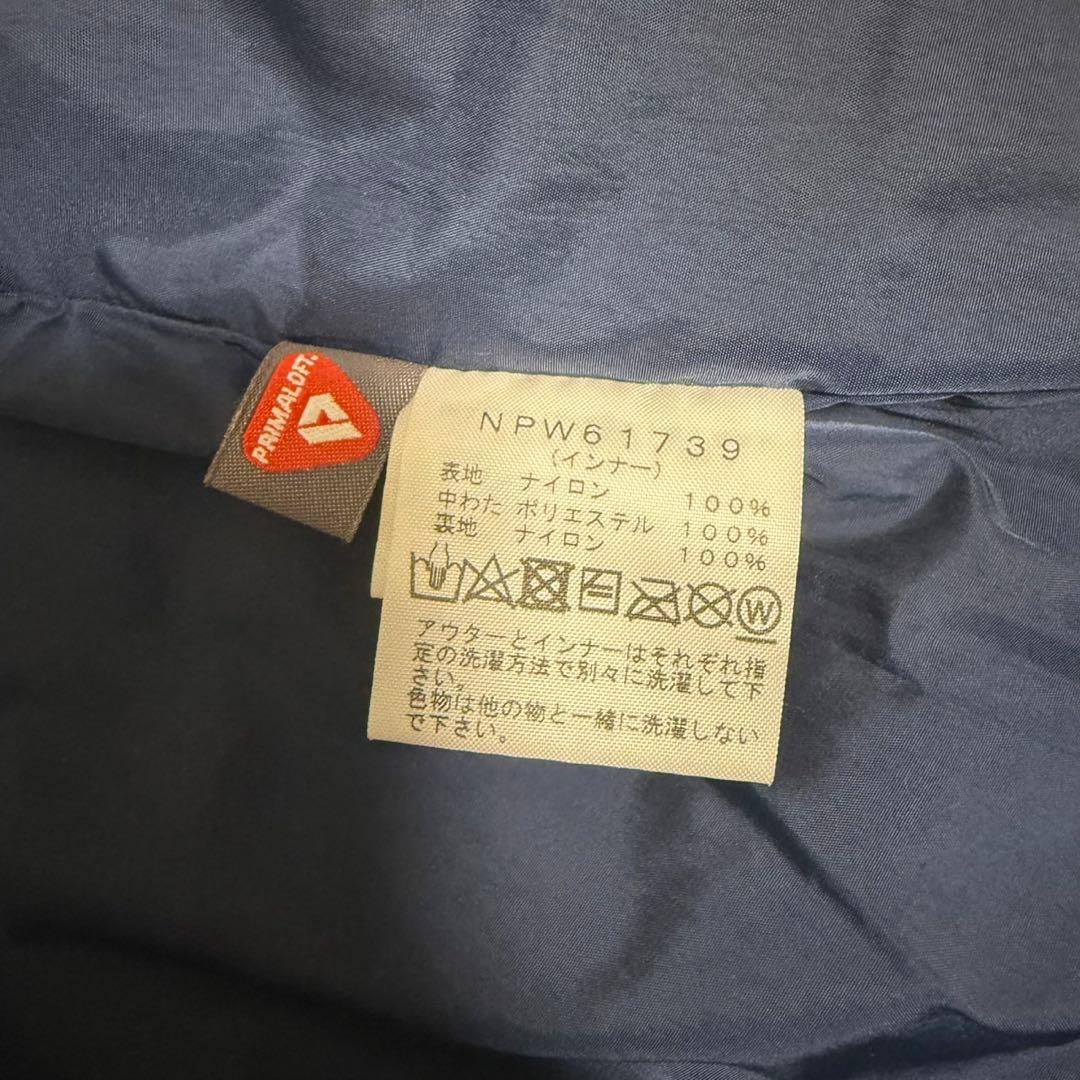 PRIMALOFT.
NPW61739
(インナー)
表地 ナイロン 100%
中わた ポリエステル 100%
裏地 ナイロン 100%
W
アウターとインナーはそれぞれ指
定の洗濯方法で別々に洗濯して下
さい。
色物は他の物と一緒に洗濯しない
で下さい。